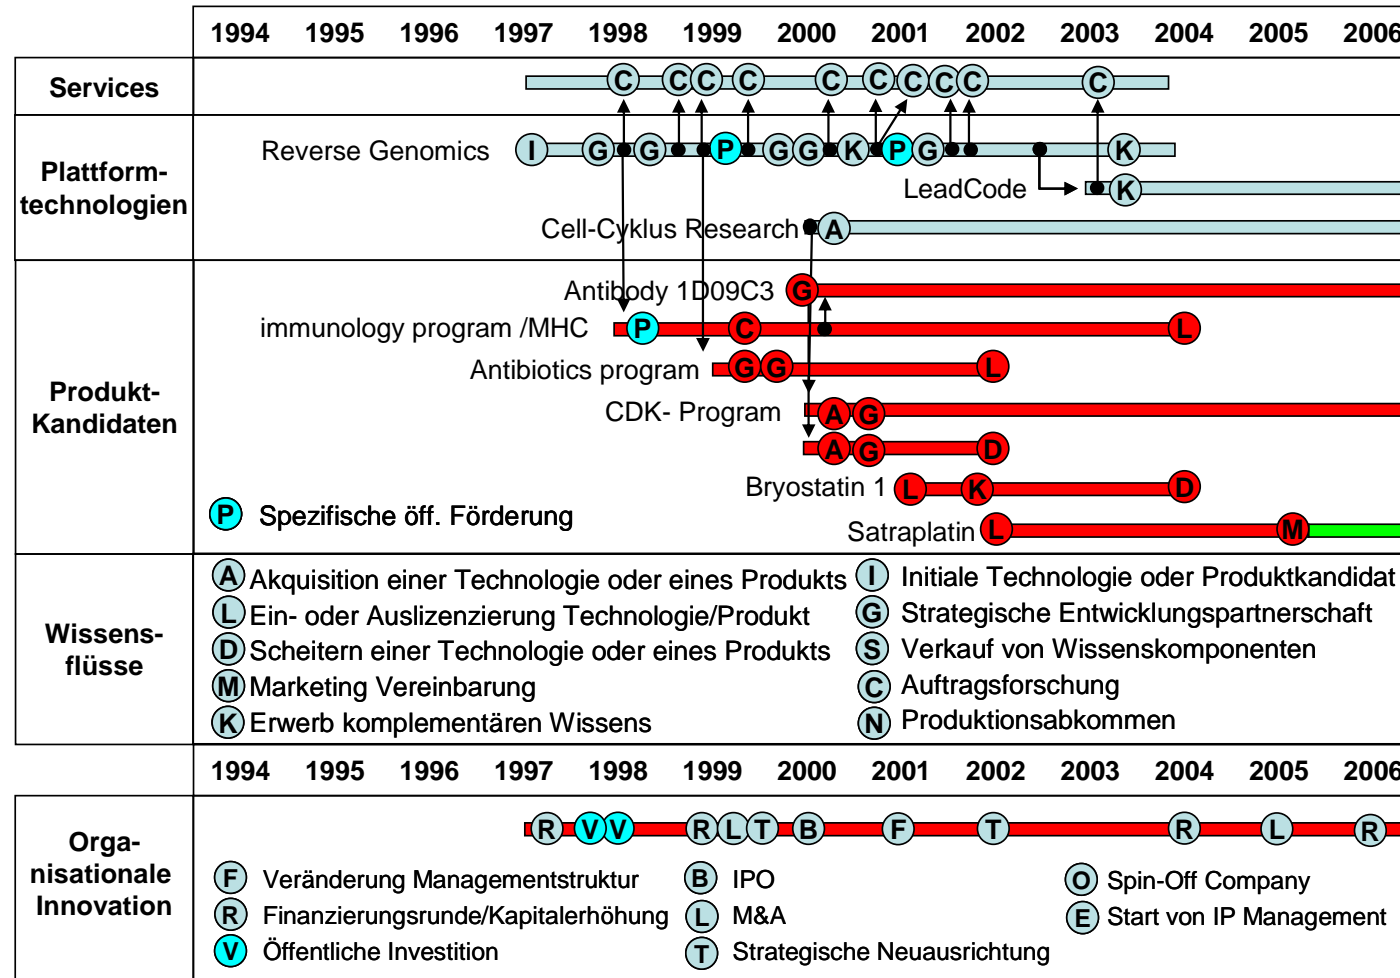 1994 1995 1996 1997 1998 1999 2000 2001 2002 2003 2004 2005 2006
Services
C C C C C C C C C C
Plattform-
technologien
Reverse Genomics I G G P G G K P G K
LeadCode K
Cell-Cyklus Research A
Produkt-
Kandidaten
Antibody 1D09C3 G
immunology program /MHC P C L
Antibiotics program G G L
CDK- Program A G
A G D
Bryostatin 1 L K D
P Spezifische öff. Förderung
Satraplatin L M
Wissens-
flüsse
A Akquisition einer Technologie oder eines Produkts
L Ein- oder Auslizenzierung Technologie/Produkt
D Scheitern einer Technologie oder eines Produkts
M Marketing Vereinbarung
K Erwerb komplementären Wissens
I Initiale Technologie oder Produktkandidat
G Strategische Entwicklungspartnerschaft
S Verkauf von Wissenskomponenten
C Auftragsforschung
N Produktionsabkommen
1994 1995 1996 1997 1998 1999 2000 2001 2002 2003 2004 2005 2006
Orga-
nisationale
Innovation
R V V R L T B F T R L R
F Veränderung Managementstruktur
R Finanzierungsrunde/Kapitalerhöhung
V Öffentliche Investition
B IPO
L M&A
T Strategische Neuausrichtung
O Spin-Off Company
E Start von IP Management